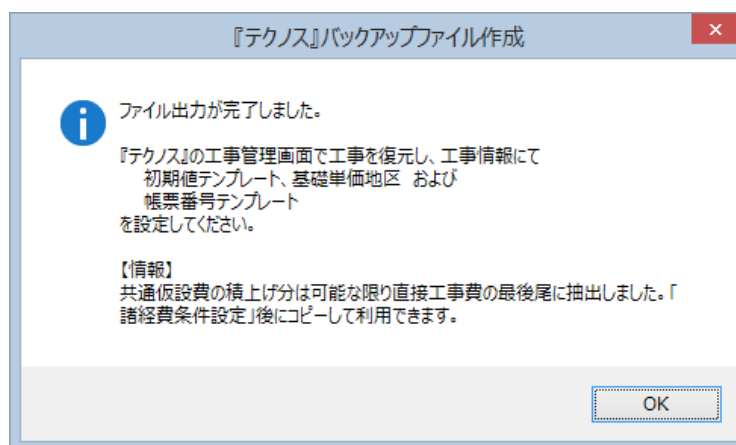 『テクノス』バックアップファイル作成
ファイル出力が完了しました。
『テクノス』の工事管理画面で工事を復元し、工事情報にて
初期値テンプレート、基礎単価地区 および
帳票番号テンプレート
を設定してください。
【情報】
共通仮設費の積上げ分は可能な限り直接工事費の最後尾に抽出しました。「
諸経費条件設定」後にコピーして利用できます。
OK